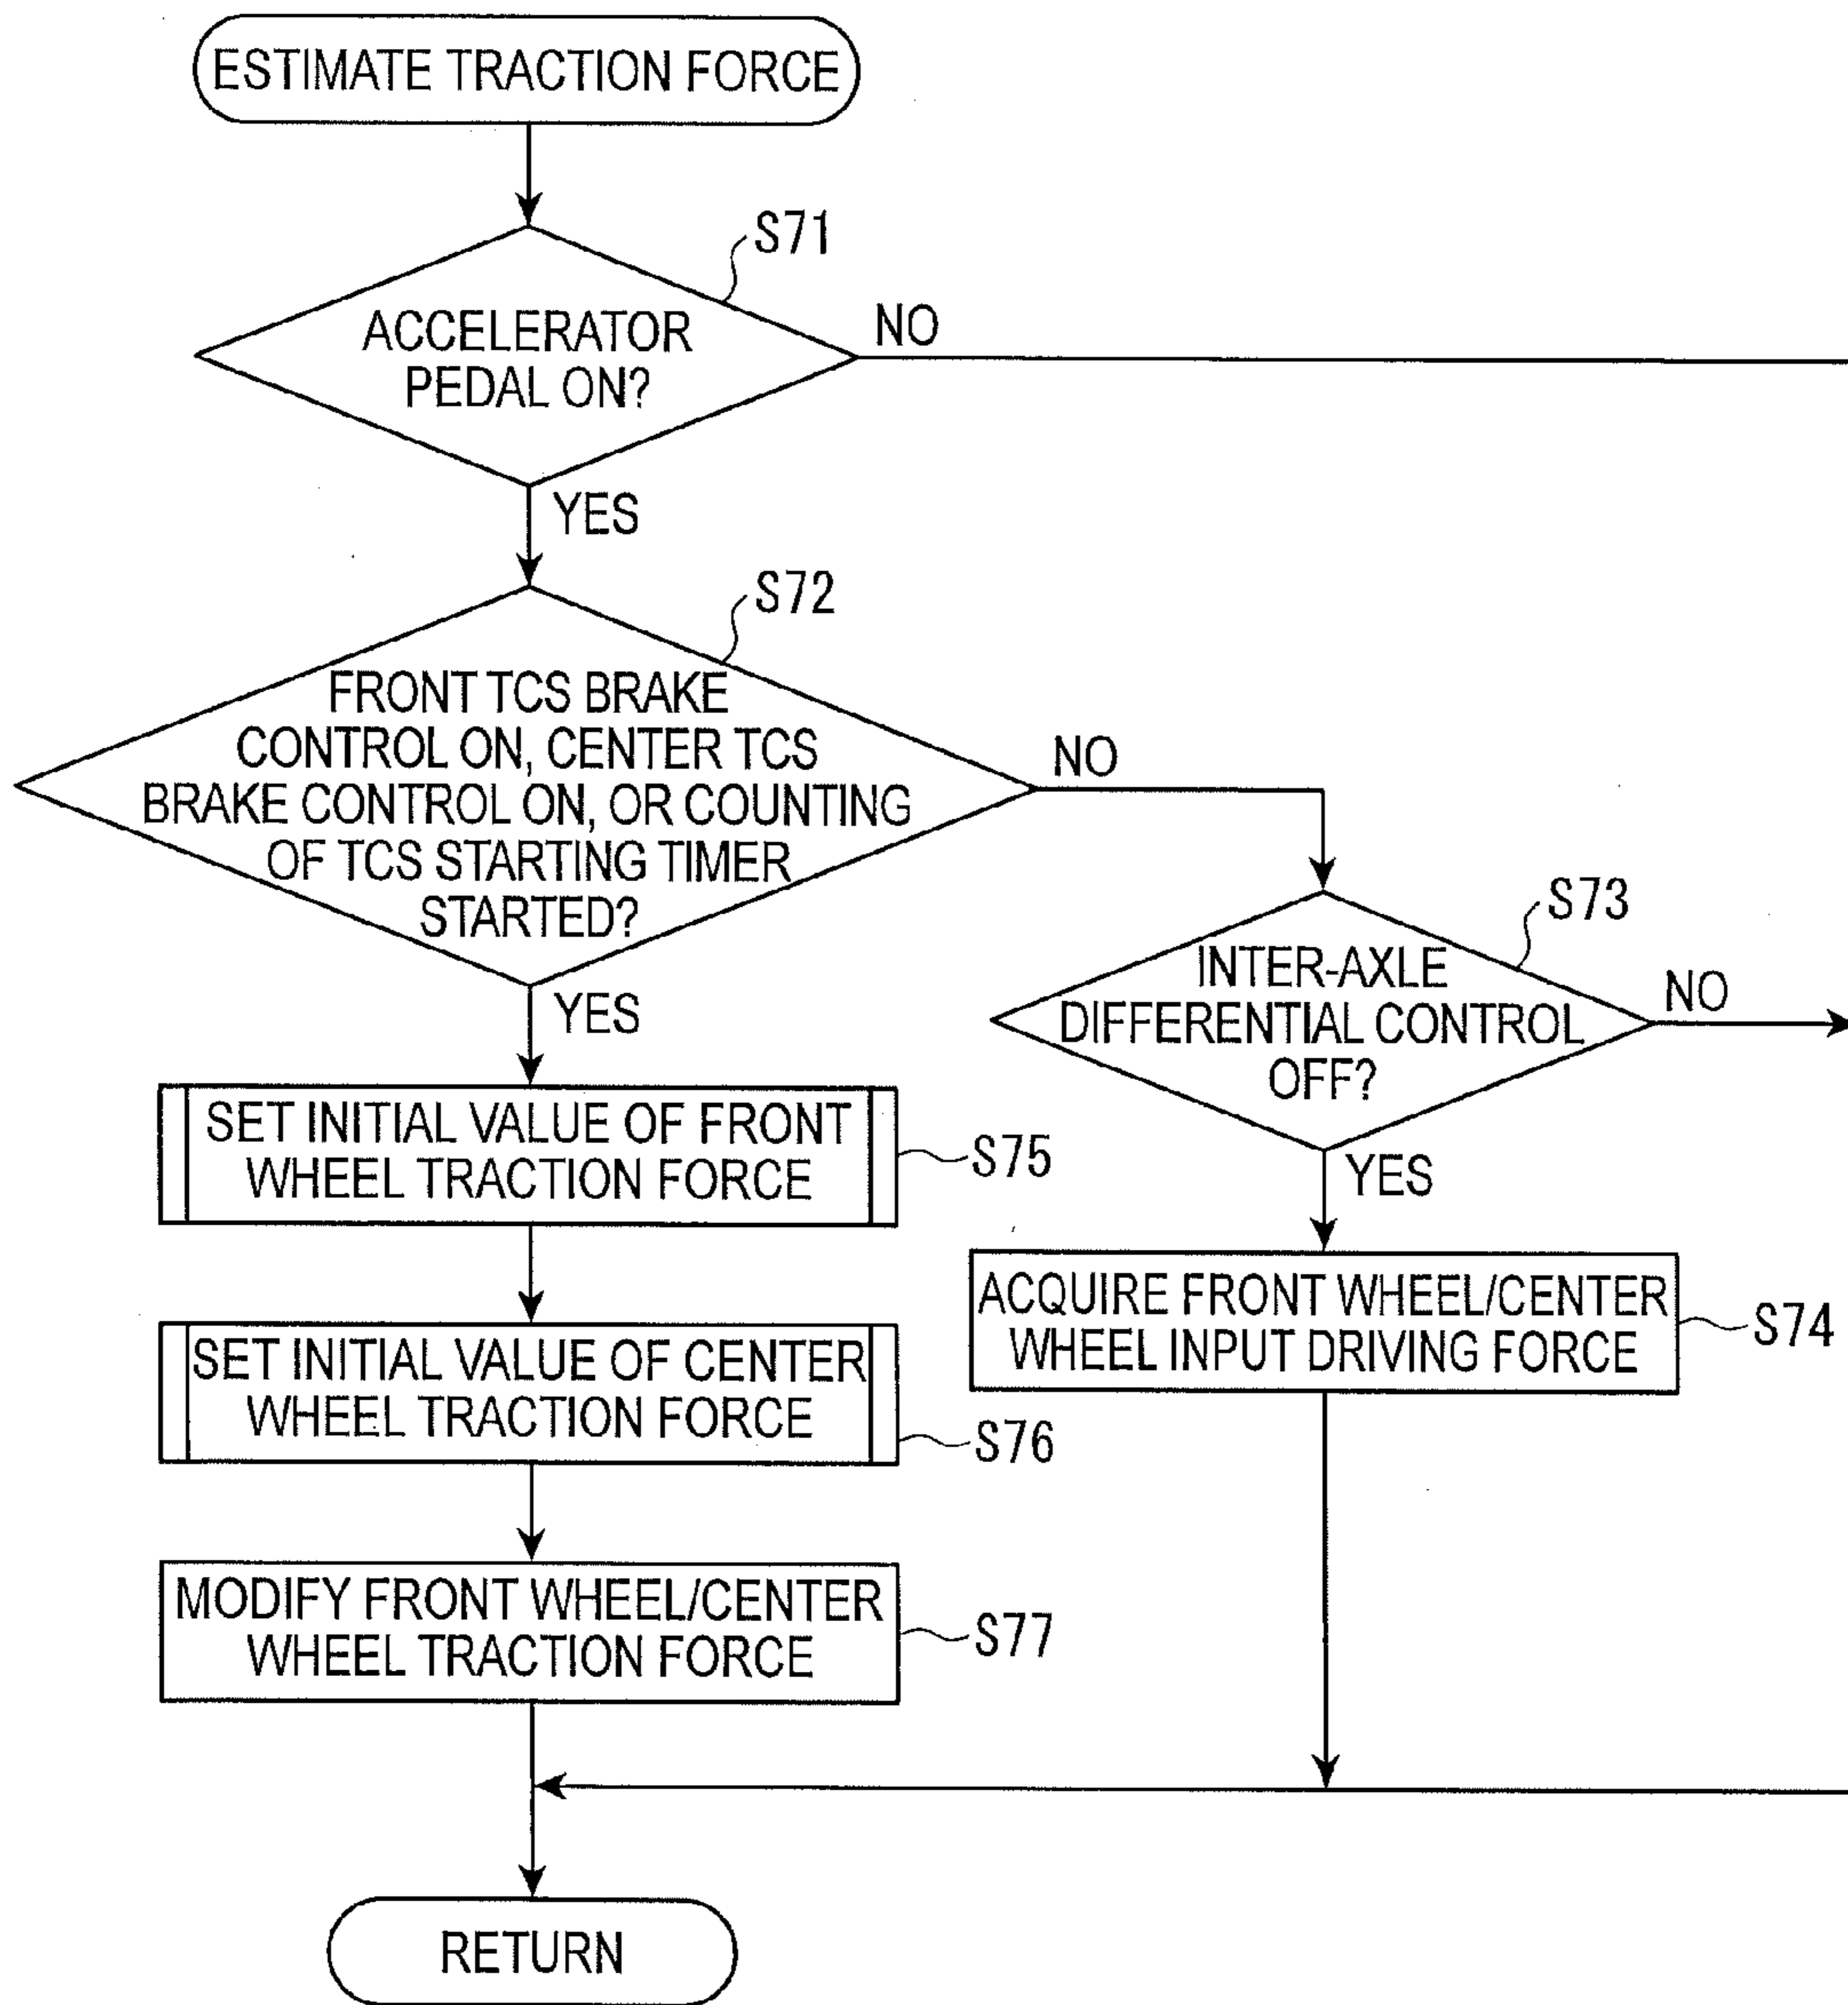 ESTIMATE TRACTION FORCE
S71
ACCELERATOR
PEDAL ON?
NO
YES
S72
FRONT TCS BRAKE
CONTROL ON, CENTER TCS
BRAKE CONTROL ON, OR COUNTING
OF TCS STARTING TIMER
STARTED?
NO
YES
S73
INTER-AXLE
DIFFERENTIAL CONTROL
OFF?
NO
YES
SET INITIAL VALUE OF FRONT
WHEEL TRACTION FORCE
S75
ACQUIRE FRONT WHEEL/CENTER
WHEEL INPUT DRIVING FORCE
S74
SET INITIAL VALUE OF CENTER
WHEEL TRACTION FORCE
S76
MODIFY FRONT WHEEL/CENTER
WHEEL TRACTION FORCE
S77
RETURN